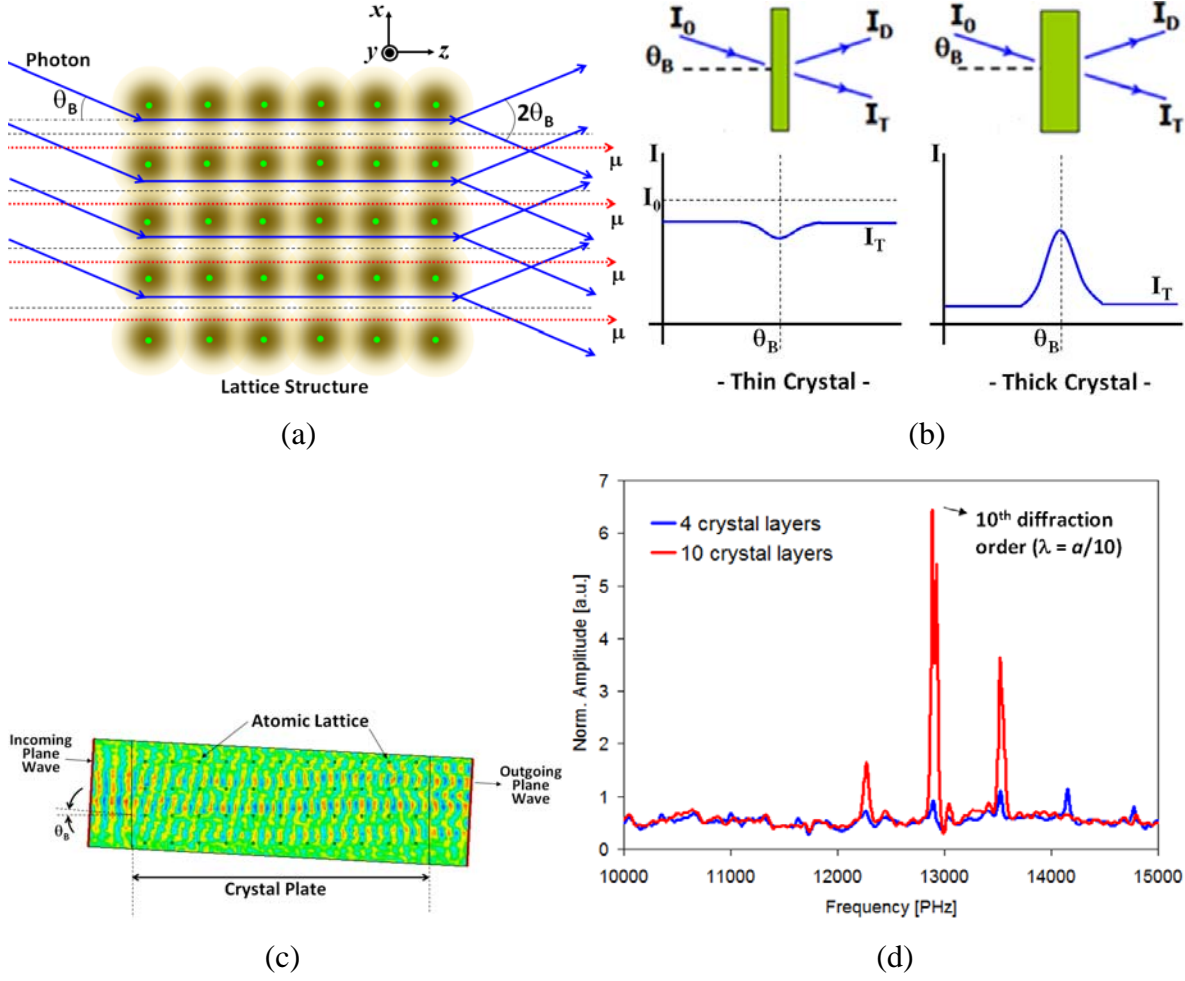 x
y
z
Photon
θB
2θB
μ
μ
μ
μ
Lattice Structure
(a)
I0
θB
ID
IT
I0
θB
ID
IT
I
I0
IT
θB
- Thin Crystal -
I
IT
θB
- Thick Crystal -
(b)
Atomic Lattice
Incoming
Plane
Wave
Outgoing
Plane
Wave
θB
Crystal Plate
(c)
7
6
5
4
3
2
1
0
Norm. Amplitude [a.u.]
4 crystal layers
10 crystal layers
10th diffraction
order (λ = a/10)
10000 11000 12000 13000 14000 15000
Frequency [PHz]
(d)